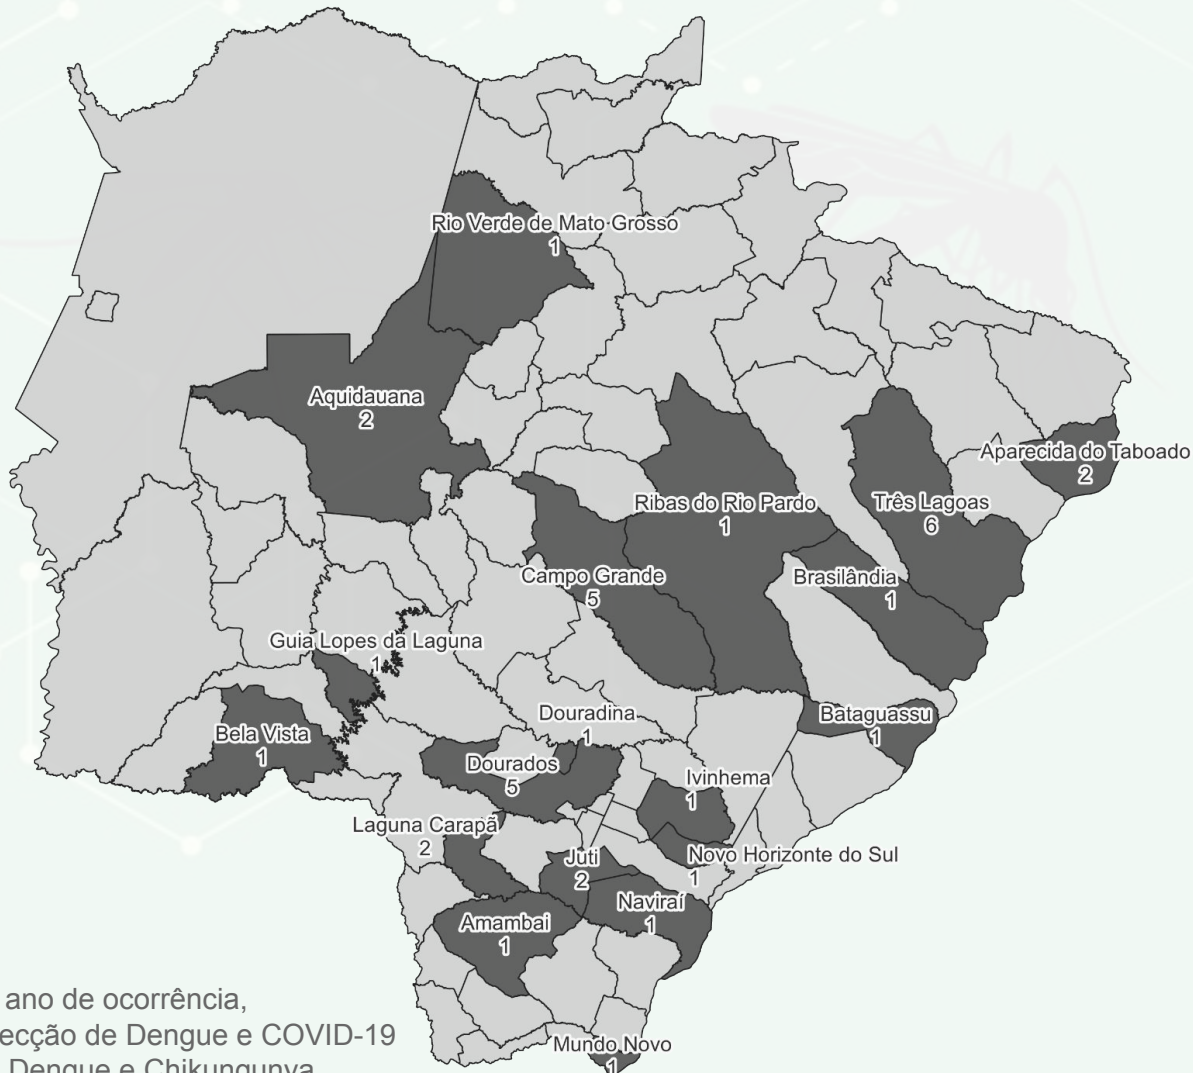 Rio Verde de Mato Grosso
1
Aquidauana
2
Aparecida do Taboado
2
Ribas do Rio Pardo
1
Três Lagoas
6
Campo Grande
5
Brasilândia
1
Guia Lopes da Laguna
1
Douradina
1
Bataguassu
1
Bela Vista
1
Dourados
5
Ivinhema
1
Laguna Carapã
2
Juti
2
Novo Horizonte do Sul
1
Naviraí
1
Amambai
1
Mundo Novo
1
ano de ocorrência,
ecção de Dengue e COVID-19
Dengue e Chikungunya